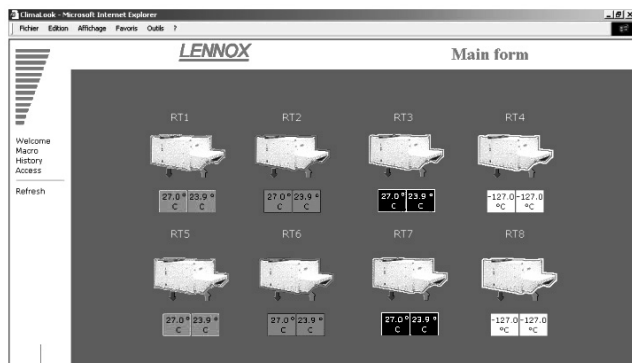 ClimaLook - Microsoft Internet Explorer
Fichier Edition Affichage Favoris Outils ?
LENNOX Main form
Welcome
Macro
History
Access
Refresh
RT1 RT2 RT3 RT4
27.0 ° C 23.9 ° C 27.0 ° C 23.9 ° C 27.0 ° C 23.9 ° C -127.0 °C -127.0 °C
RT5 RT6 RT7 RT8
27.0 ° C 23.9 ° C 27.0 ° C 23.9 ° C 27.0 ° C 23.9 ° C -127.0 °C -127.0 °C